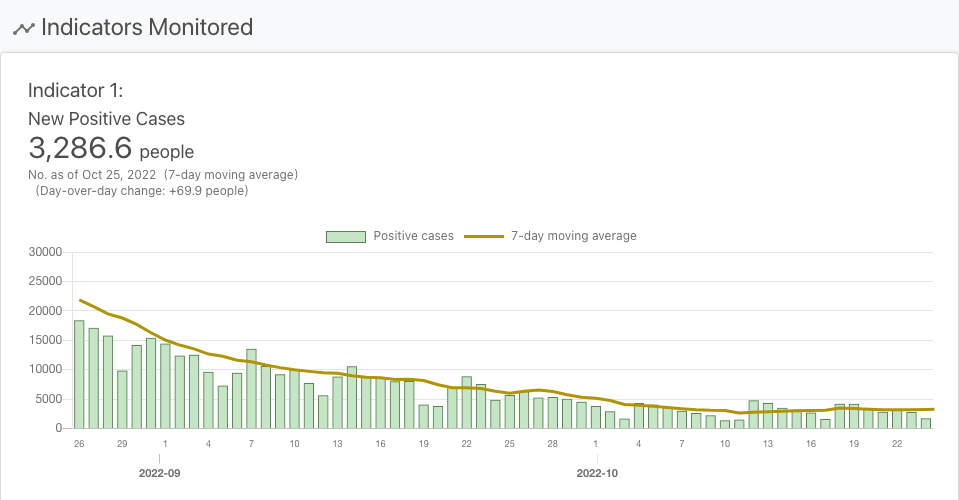 Indicators Monitored
Indicator 1:
New Positive Cases
3,286.6 people
No. as of Oct 25, 2022 (7-day moving average)
(Day-over-day change: +69.9 people)
Positive cases 7-day moving average
30000
25000
20000
15000
10000
5000
0
26 29 1 4 7 10 13 16 19 22 25 28 1 4 7 10 13 16 19 22
2022-09 2022-10